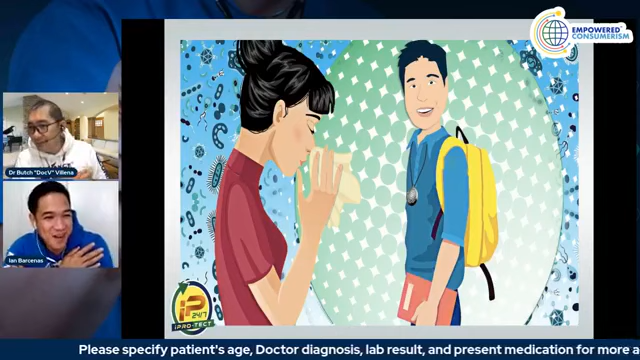 EMPOWERED
CONSUMERISM
Dr Butch "DocV" Villena
Ian Barcenas
iP
24/7
iPRO-TECT
Please specify patient's age, Doctor diagnosis, lab result, and present medication for more a